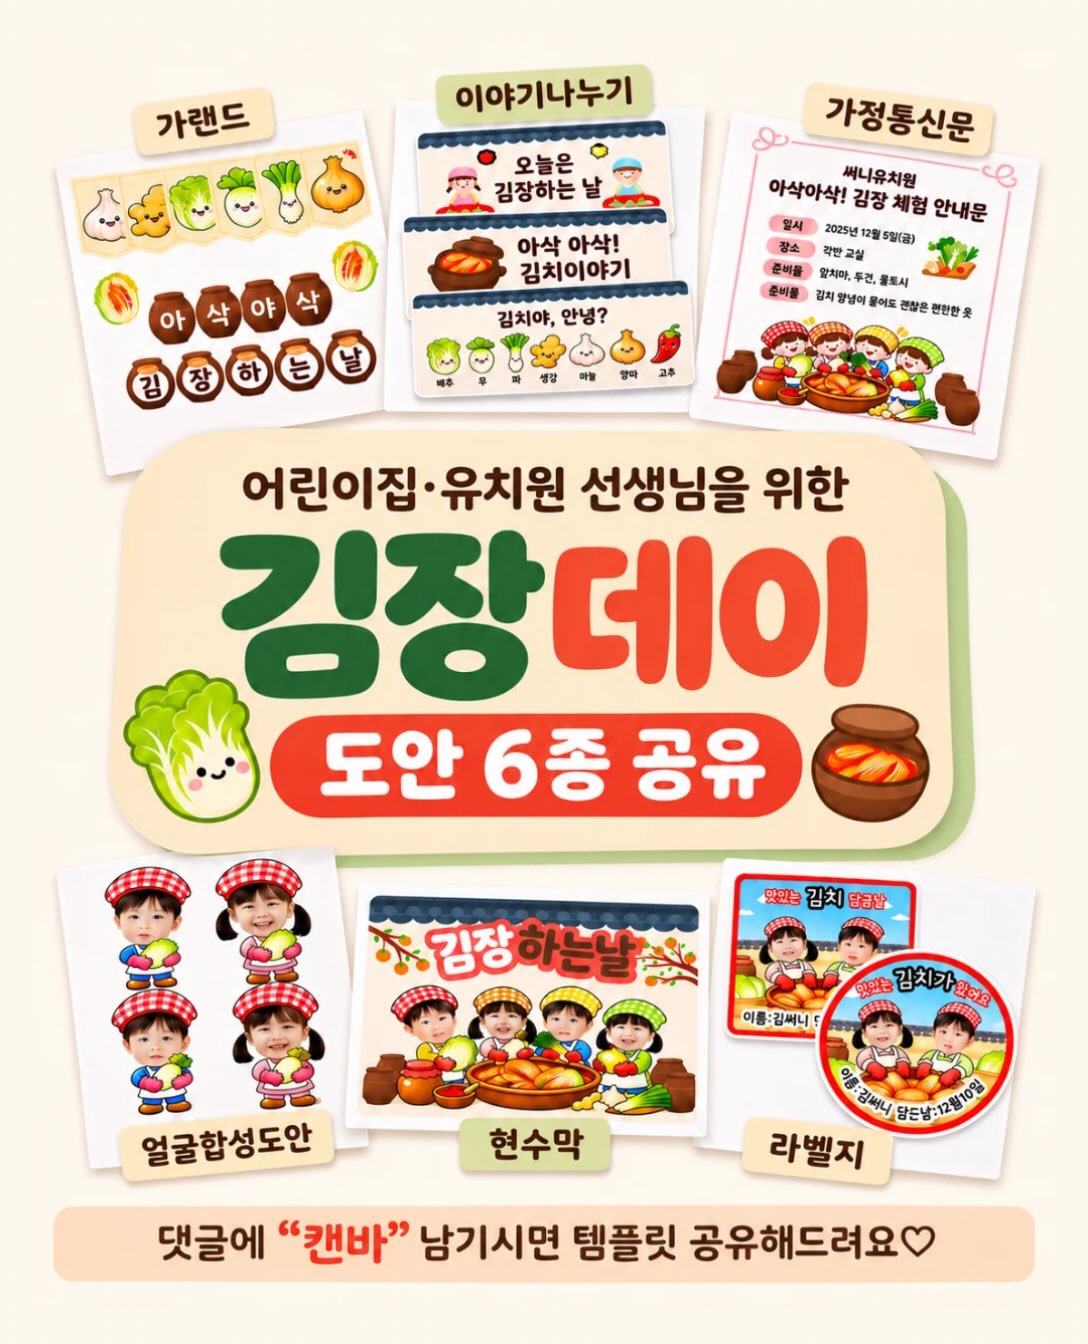 가랜드
아삭아삭
김장하는날
이야기나누기
오늘은
김장하는 날
아삭 아삭!
김치이야기
김치야, 안녕?
배추 무 파 생강 마늘 양파 고추
가정통신문
써니유치원
아삭아삭! 김장 체험 안내문
일시 2025년 12월 5일(금)
장소 각반 교실
준비물 앞치마, 두건, 물토시
준비물 김치 양념이 물어도 괜찮은 편한한 옷
어린이집·유치원 선생님을 위한
김장데이
도안 6종 공유
얼굴합성도안
김장하는날
현수막
맛있는 김치 담금날
이름:김써니
맛있는 김치가 왔어요
이름:김써니 담든날:12월10일
라벨지
댓글에 “캔바” 남기시면 템플릿 공유해드려요♡